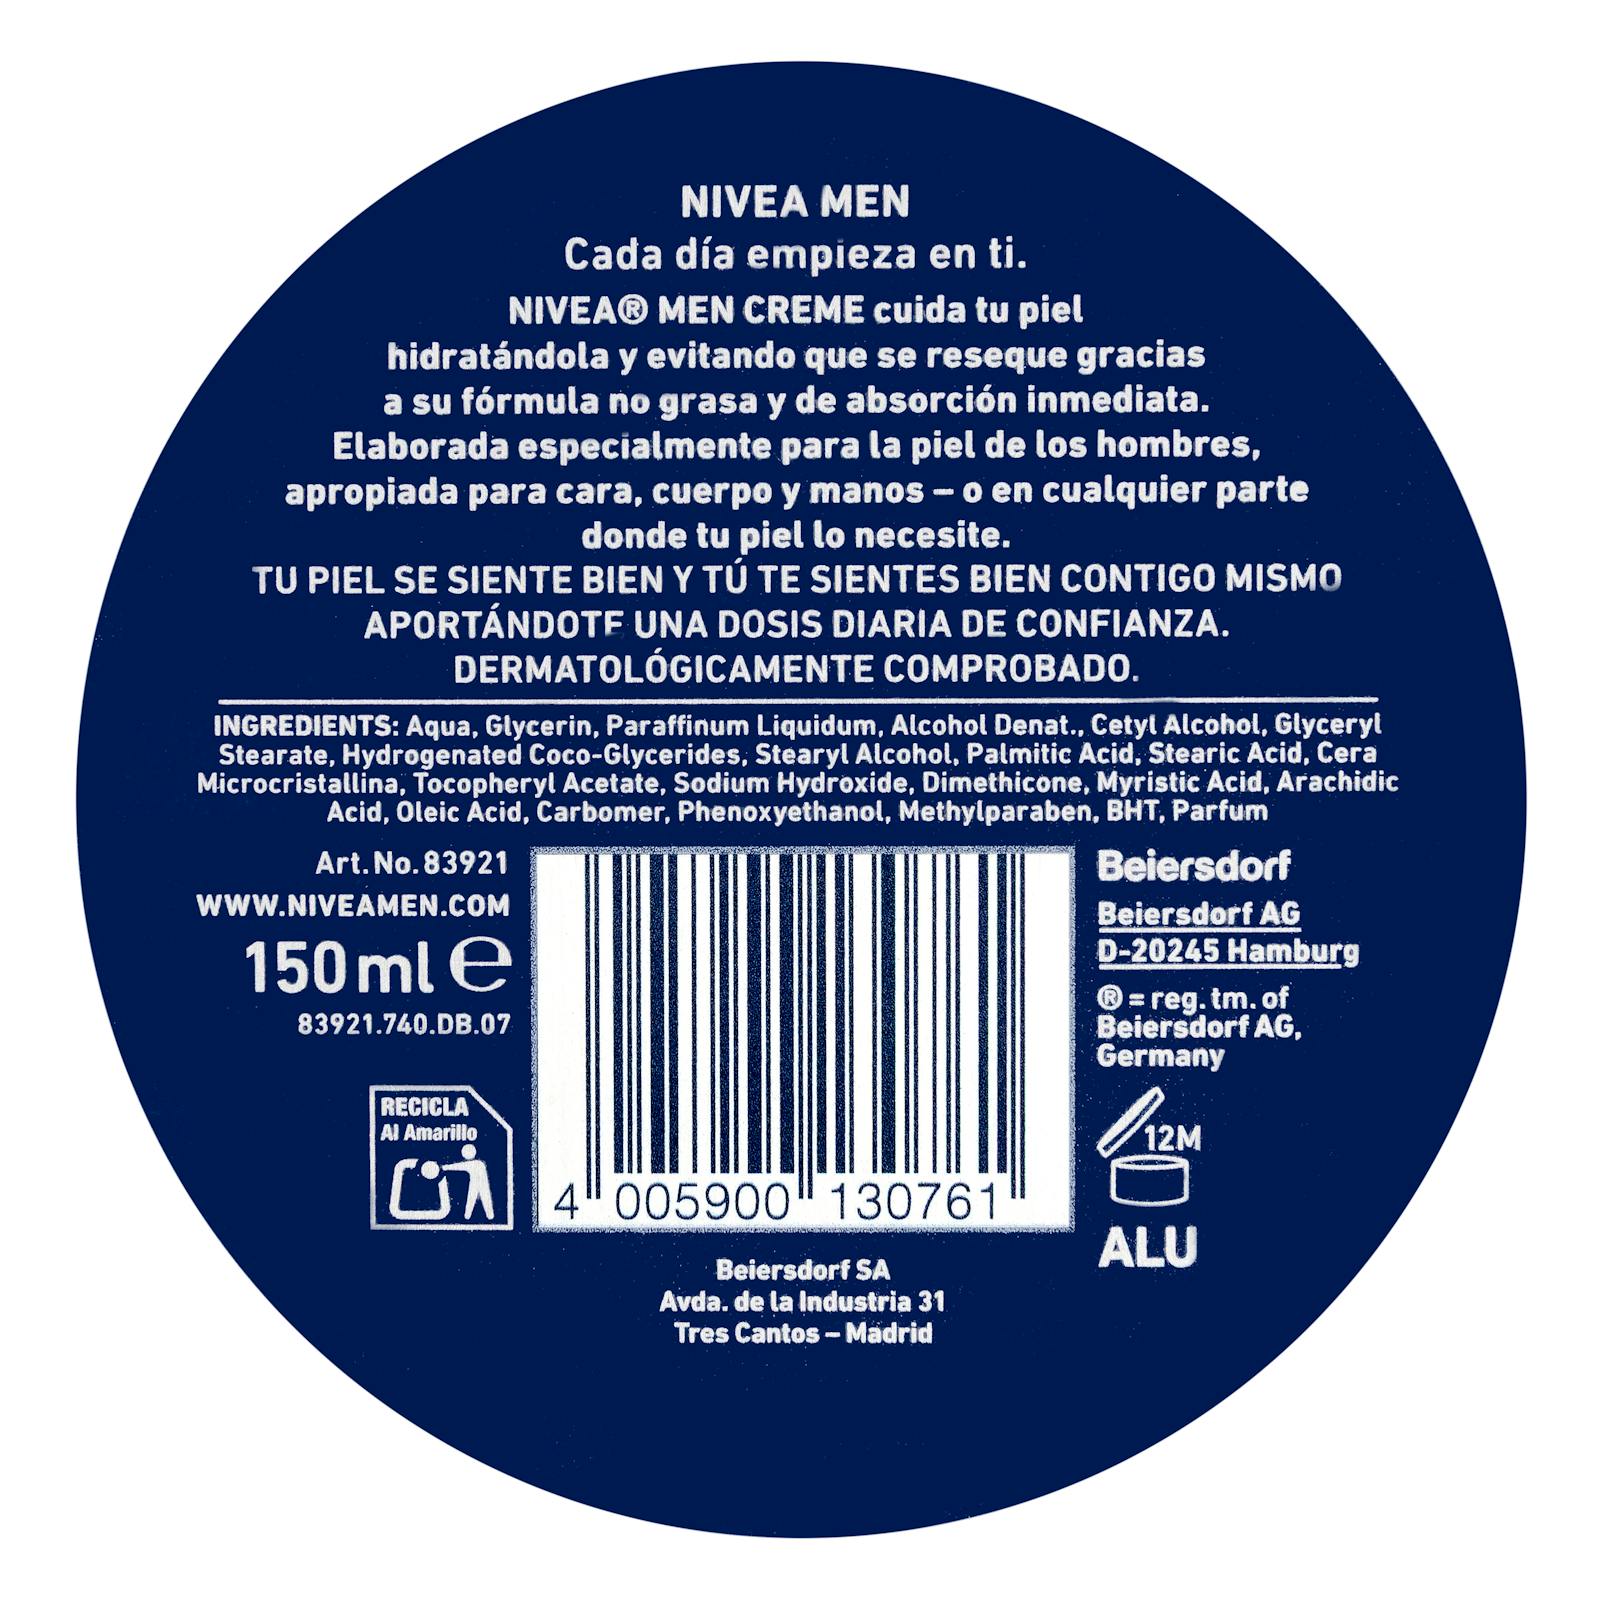 NIVEA MEN
Cada día empieza en ti.
NIVEA® MEN CREME cuida tu piel
hidratándola y evitando que se reseque gracias
a su fórmula no grasa y de absorción inmediata.
Elaborada especialmente para la piel de los hombres,
apropiada para cara, cuerpo y manos – o en cualquier parte
donde tu piel lo necesite.
TU PIEL SE SIENTE BIEN Y TÚ TE SIENTES BIEN CONTIGO MISMO
APORTÁNDOTE UNA DOSIS DIARIA DE CONFIANZA.
DERMATOLÓGICAMENTE COMPROBADO.
INGREDIENTS: Aqua, Glycerin, Paraffinum Liquidum, Alcohol Denat., Cetyl Alcohol, Glyceryl
Stearate, Hydrogenated Coco-Glycerides, Stearyl Alcohol, Palmitic Acid, Stearic Acid, Cera
Microcristallina, Tocopheryl Acetate, Sodium Hydroxide, Dimethicone, Myristic Acid, Arachidic
Acid, Oleic Acid, Carbomer, Phenoxyethanol, Methylparaben, BHT, Parfum
Art. No. 83921
WWW.NIVEAMEN.COM
150 ml ℮
83921.740.DB.07
RECICLA
Al Amarillo
4 005900 130761
Beiersdorf
Beiersdorf AG
D-20245 Hamburg
® = reg. tm. of
Beiersdorf AG,
Germany
12M
ALU
Beiersdorf SA
Avda. de la Industria 31
Tres Cantos – Madrid